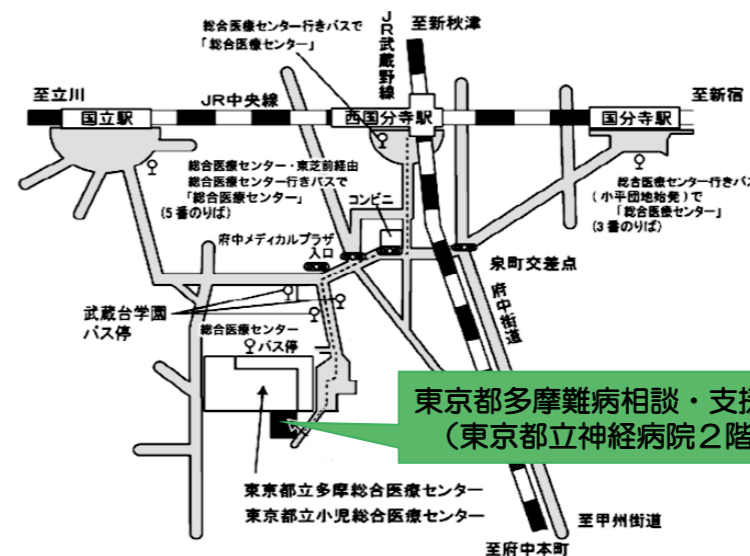 総合医療センター行きバスで
「総合医療センター」
JR武蔵野線
至新秋津
至立川
国立駅
JR中央線
西国分寺駅
国分寺駅
至新宿
総合医療センター・東芝前経由
総合医療センター行きバスで
「総合医療センター」
(5番のりば)
コンビニ
総合医療センター行きバス
(小平団地始発)で
「総合医療センター」
(3番のりば)
府中メディカルプラザ
入口
泉町交差点
府中街道
武蔵台学園
バス停
総合医療センター
バス停
東京都多摩難病相談・支援
(東京都立神経病院2階
東京都立多摩総合医療センター
東京都立小児総合医療センター
至甲州街道
至府中本町